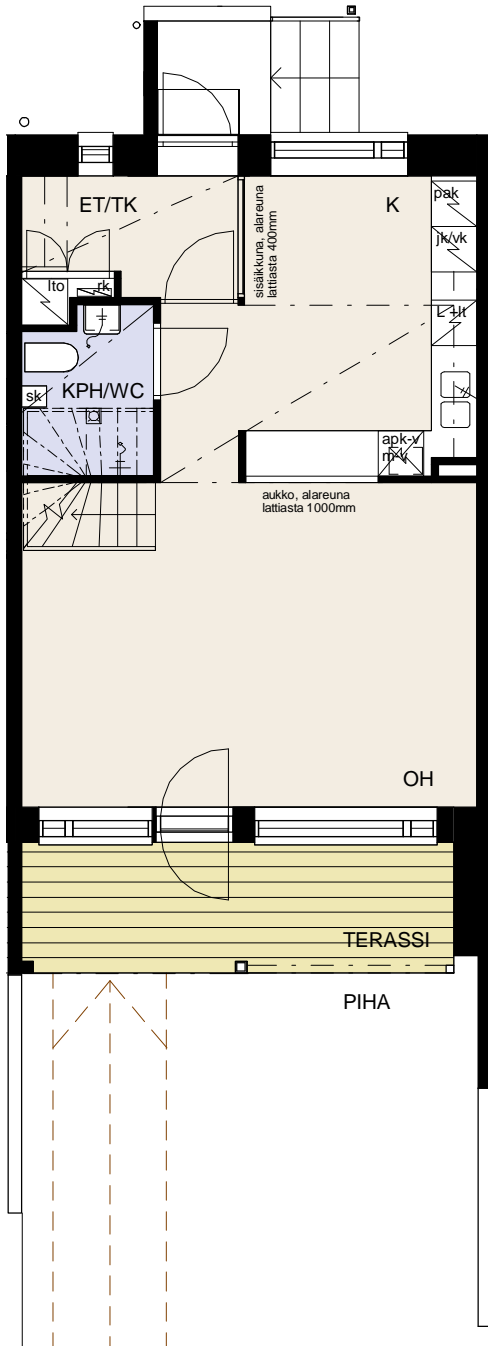 ET/TK
K
pak
jk/vk
sisäikkuna, alareuna
lattiasta 400mm
lto
rk
L+lt
KPH/WC
sk
apk-v
m-v
aukko, alareuna
lattiasta 1000mm
OH
TERASSI
PIHA